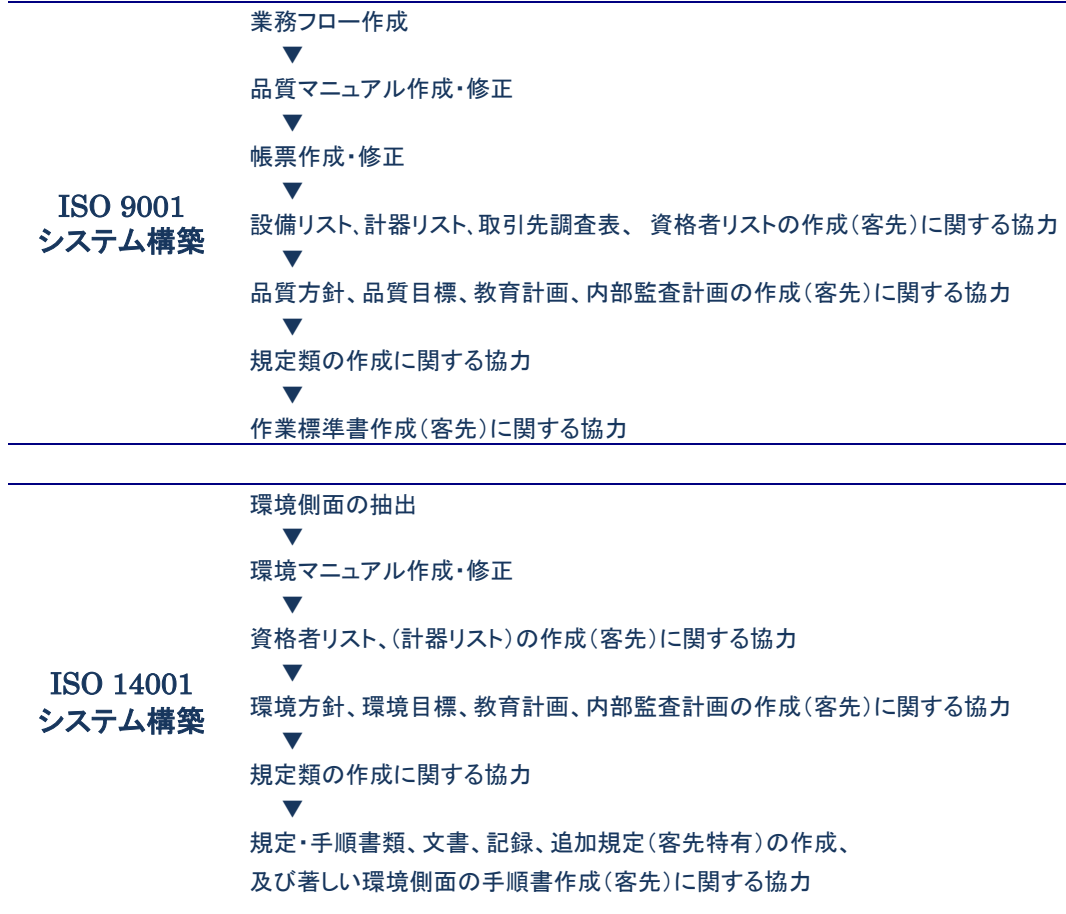 業務フロー作成
▼
品質マニュアル作成・修正
▼
帳票作成・修正
▼
ISO 9001
システム構築
設備リスト、計器リスト、取引先調査表、 資格者リストの作成（客先）に関する協力
▼
品質方針、品質目標、教育計画、内部監査計画の作成（客先）に関する協力
▼
規定類の作成に関する協力
▼
作業標準書作成（客先）に関する協力
環境側面の抽出
▼
環境マニュアル作成・修正
▼
資格者リスト、（計器リスト）の作成（客先）に関する協力
▼
ISO 14001
システム構築
環境方針、環境目標、教育計画、内部監査計画の作成（客先）に関する協力
▼
規定類の作成に関する協力
▼
規定・手順書類、文書、記録、追加規定（客先特有）の作成、
及び著しい環境側面の手順書作成（客先）に関する協力